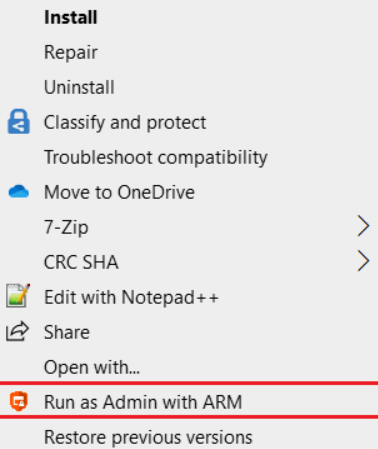 Install
Repair
Uninstall
Classify and protect
Troubleshoot compatibility
Move to OneDrive
7-Zip
CRC SHA
Edit with Notepad++
Share
Open with...
Run as Admin with ARM
Restore previous versions